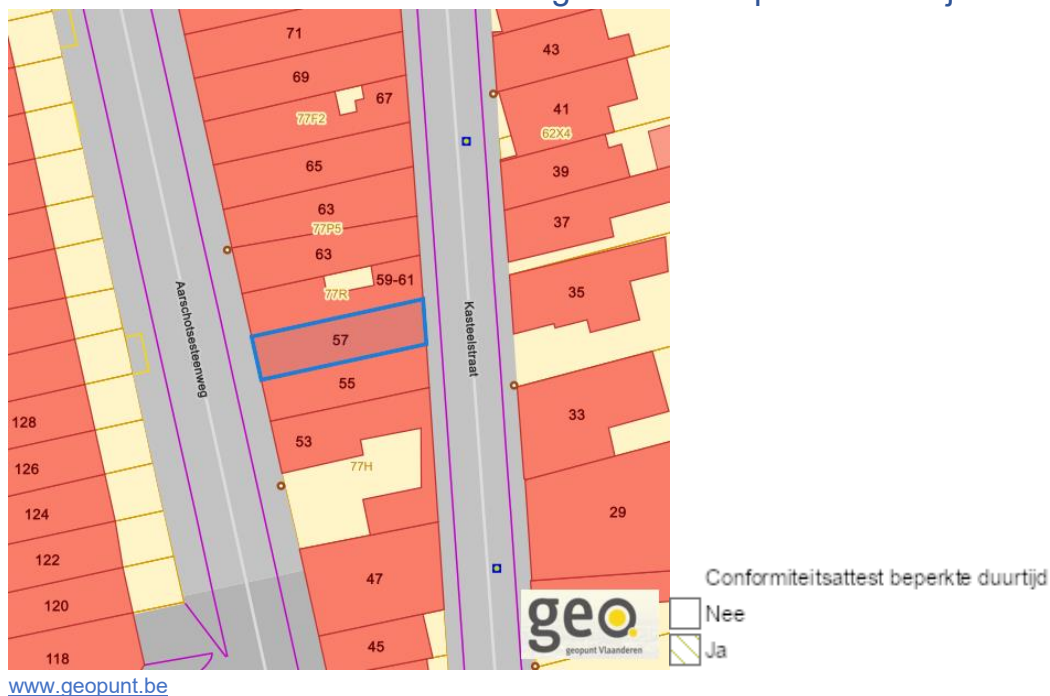 71
69
67
77F2
65
63
77P5
63
59-61
77R
57
55
53
77H
47
45
43
41
62X4
39
37
35
33
29
128
126
124
122
120
118
Aarschotsesteenweg
Kasteelstraat
geo.
geopunt Vlaanderen
Conformiteitsattest beperkte duurtijd
Nee
Ja
www.geopunt.be